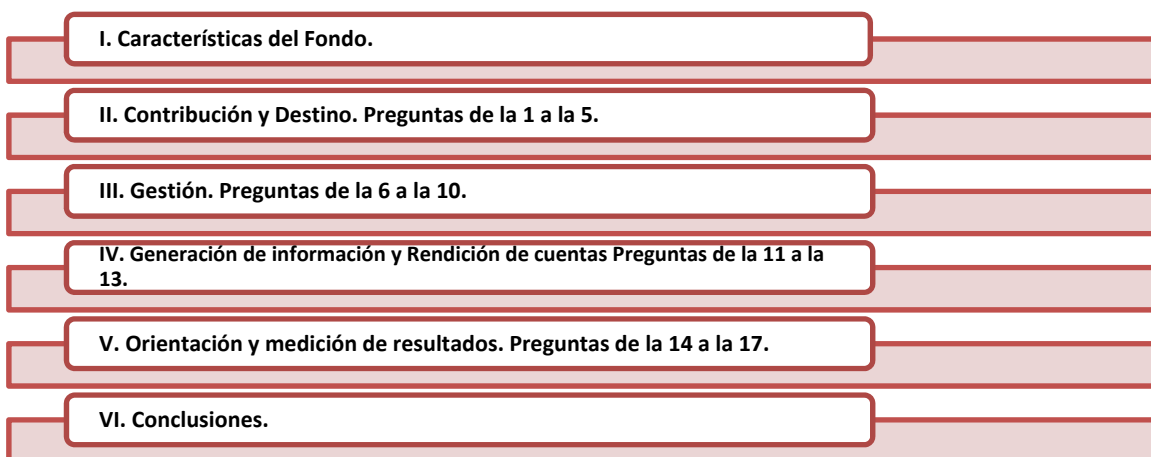 I. Características del Fondo.
II. Contribución y Destino. Preguntas de la 1 a la 5.
III. Gestión. Preguntas de la 6 a la 10.
IV. Generación de información y Rendición de cuentas Preguntas de la 11 a la
13.
V. Orientación y medición de resultados. Preguntas de la 14 a la 17.
VI. Conclusiones.